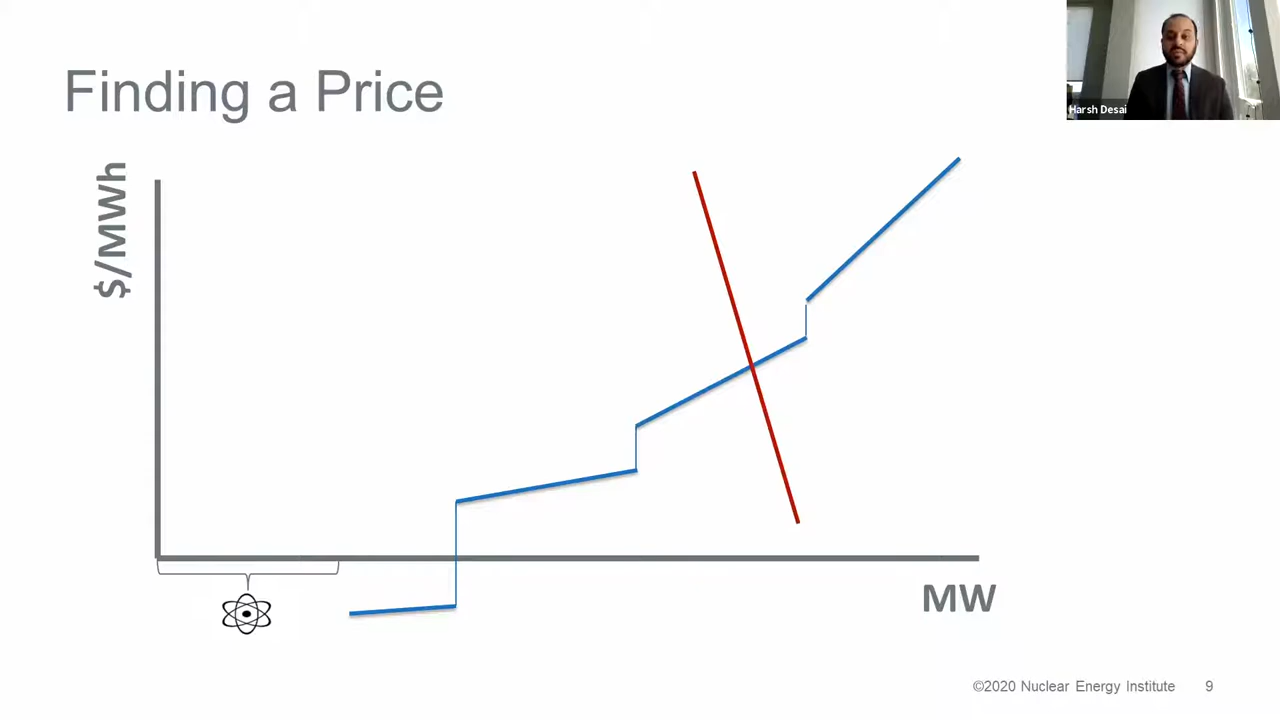 Finding a Price
Harsh Desai
$/MWh
MW
©2020 Nuclear Energy Institute 9